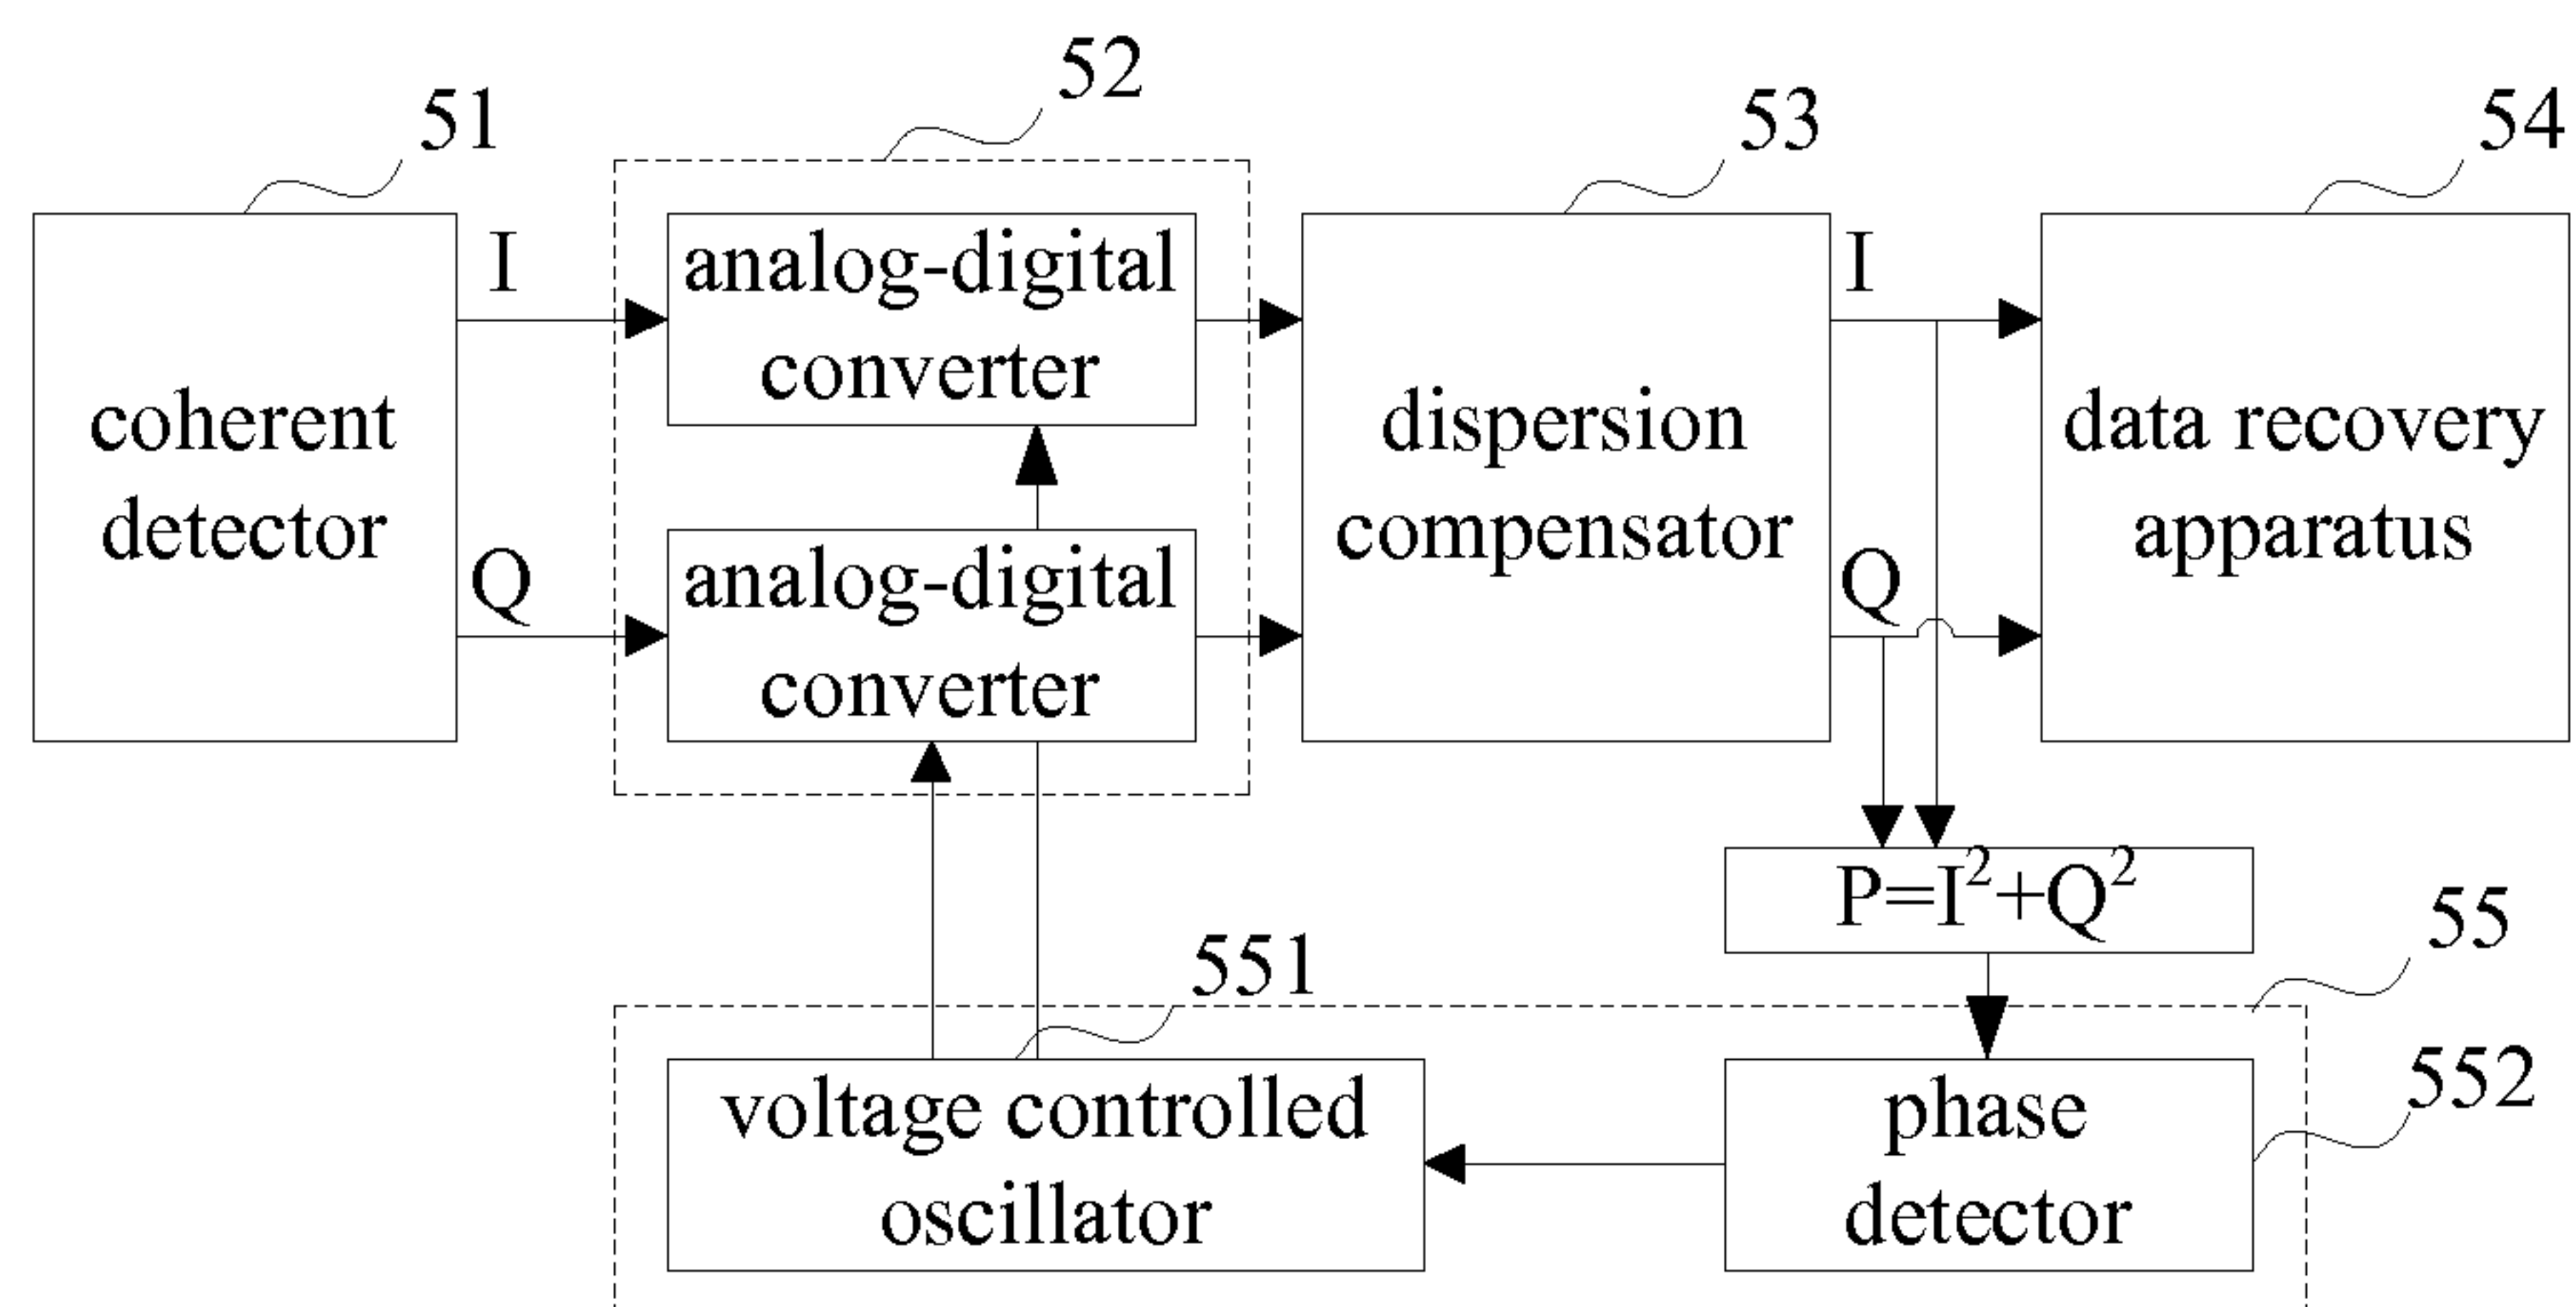 51
52
53
54
coherent
detector
I
Q
analog-digital
converter
analog-digital
converter
dispersion
compensator
I
Q
data recovery
apparatus
P=I²+Q²
55
551
552
voltage controlled
oscillator
phase
detector